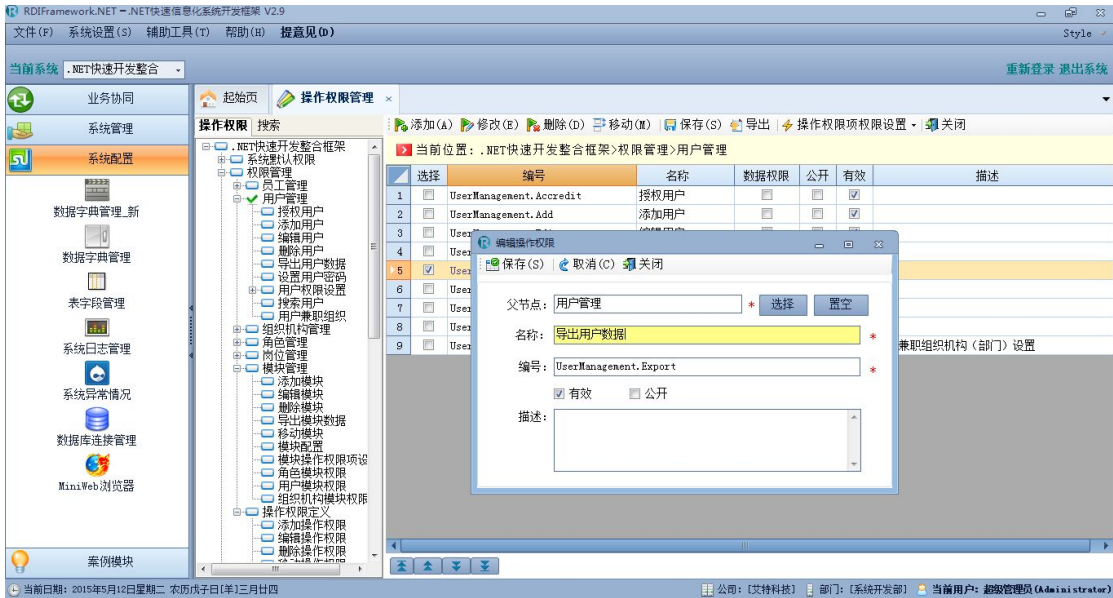 RDIFramework.NET ━ .NET快速信息化系统开发框架 V2.9
文件(F) 系统设置(S) 辅助工具(T) 帮助(H) 提意见(D)
Style
当前系统 .NET快速开发整合
重新登录 退出系统
业务协同
系统管理
系统配置
数据字典管理_新
数据字典管理
表字段管理
系统日志管理
系统异常情况
数据库连接管理
MiniWeb浏览器
案例模块
起始页 操作权限管理
操作权限 搜索
.NET快速开发整合框架
系统默认权限
权限管理
员工管理
用户管理
授权用户
添加用户
编辑用户
删除用户
导出用户数据
设置用户密码
用户权限设置
搜索用户
用户兼职组织
组织机构管理
角色管理
岗位管理
模块管理
添加模块
编辑模块
删除模块
导出模块数据
移动模块
模块配置
模块操作权限项设
角色模块权限
用户模块权限
组织机构模块权限
操作权限定义
添加操作权限
编辑操作权限
删除操作权限
添加(A) 修改(E) 删除(D) 移动(M) 保存(S) 导出 操作权限项权限设置 关闭
当前位置: .NET快速开发整合框架>权限管理>用户管理
选择 编号 名称 数据权限 公开 有效 描述
1 UserManagement.Accredit 授权用户
2 UserManagement.Add 添加用户
3
4 User
5 User
6 User
7 User
8 User
9 User 兼职组织机构（部门）设置
编辑操作权限
保存(S) 取消(C) 关闭
父节点: 用户管理 * 选择 置空
名称: 导出用户数据 *
编号: UserManagement.Export *
有效 公开
描述:
当前日期: 2015年5月12日星期二 农历戊子日[羊]三月廿四
公司: [艾特科技] 部门: [系统开发部] 当前用户: 超级管理员(Administrator)